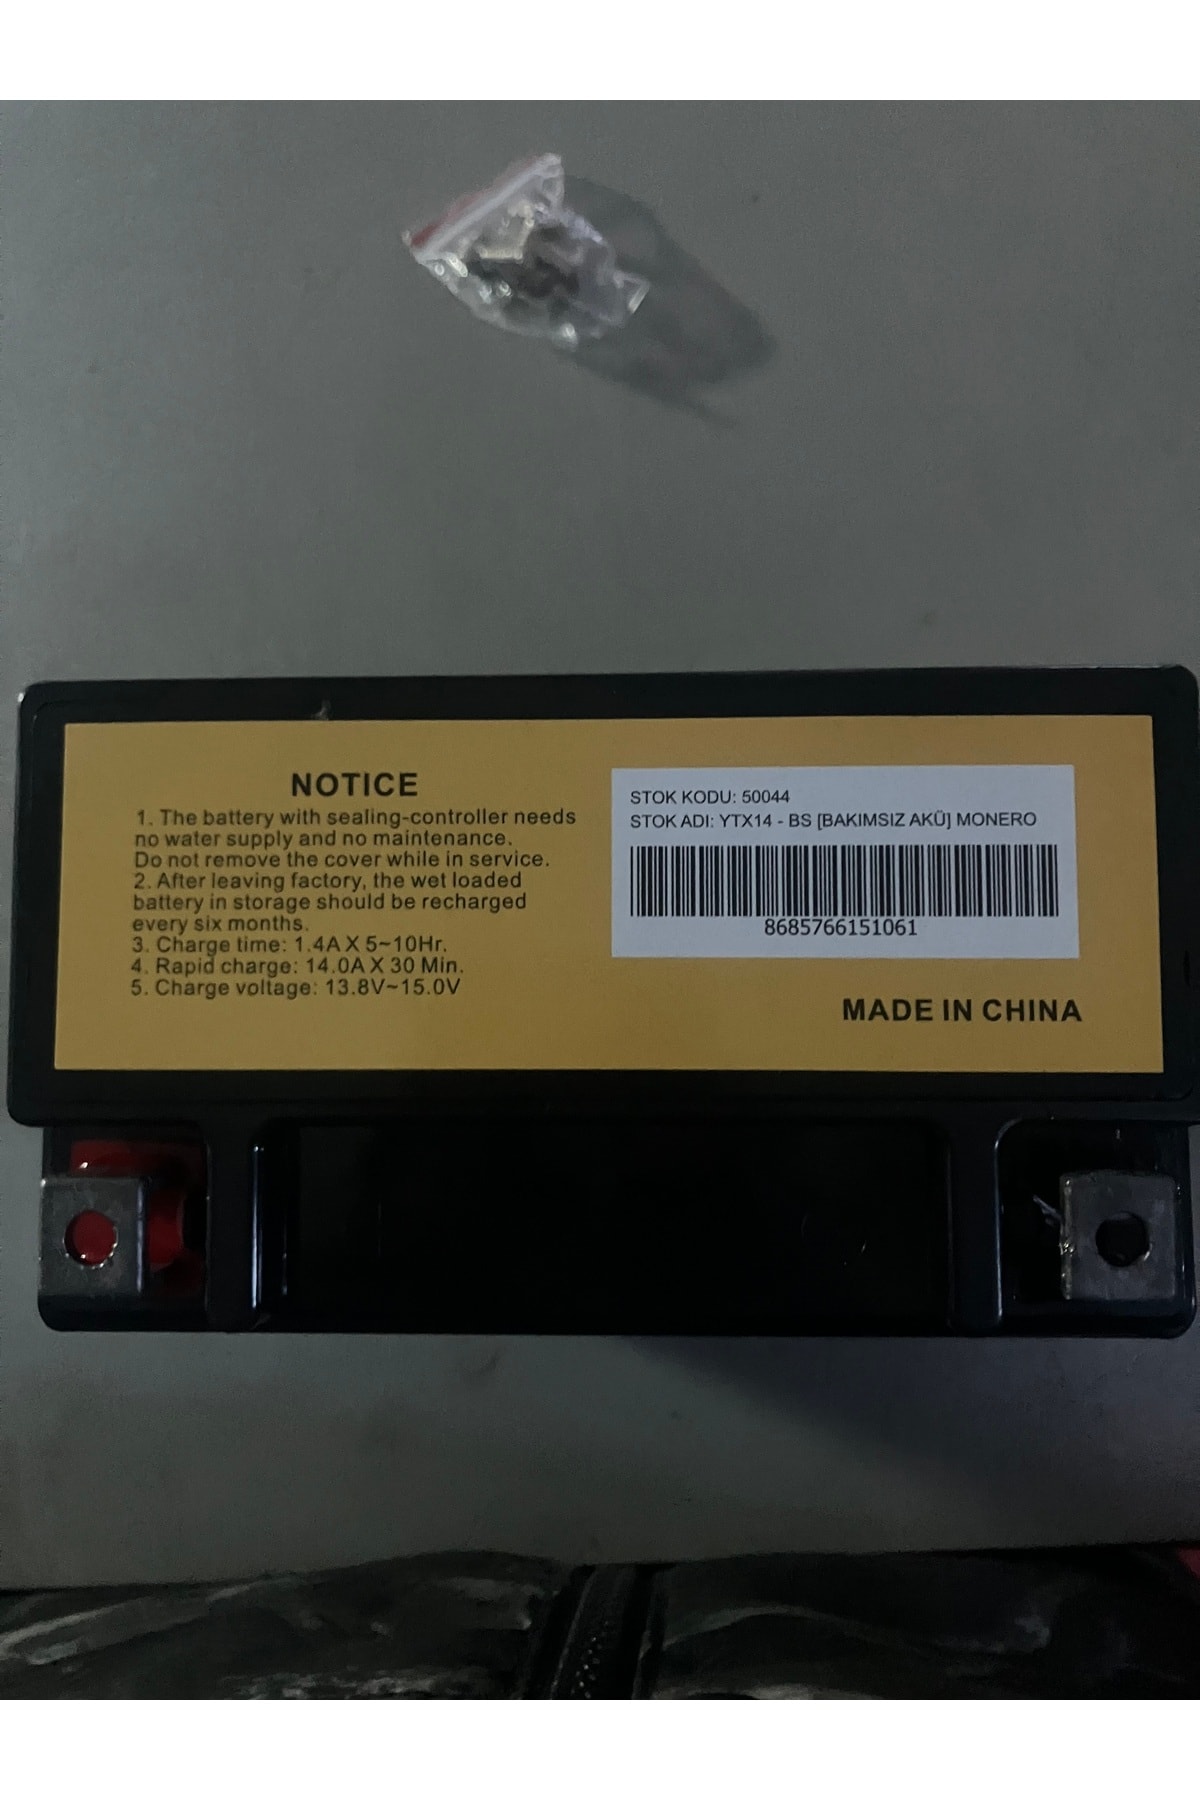 NOTICE
1. The battery with sealing-controller needs
no water supply and no maintenance.
Do not remove the cover while in service.
2. After leaving factory, the wet loaded
battery in storage should be recharged
every six months.
3. Charge time: 1.4A X 5~10Hr.
4. Rapid charge: 14.0A X 30 Min.
5. Charge voltage: 13.8V~15.0V
STOK KODU: 50044
STOK ADI: YTX14 - BS [BAKIMSIZ AKÜ] MONERO
8685766151061
MADE IN CHINA